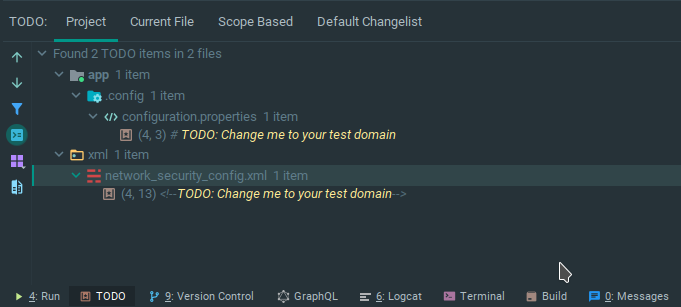 TODO: Project Current File Scope Based Default Changelist
Found 2 TODO items in 2 files
app 1 item
.config 1 item
configuration.properties 1 item
(4, 3) # TODO: Change me to your test domain
xml 1 item
network_security_config.xml 1 item
(4, 13) <!--TODO: Change me to your test domain-->
4: Run TODO 9: Version Control GraphQL 6: Logcat Terminal Build 0: Messages